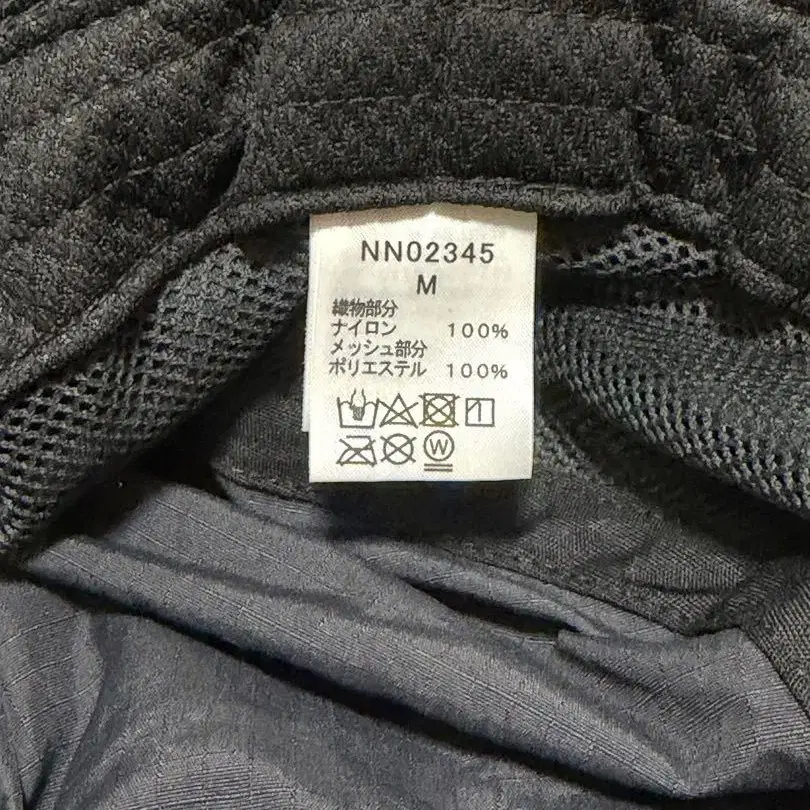 NN02345
M
織物部分
ナイロン 100%
メッシュ部分
ポリエステル 100%
W